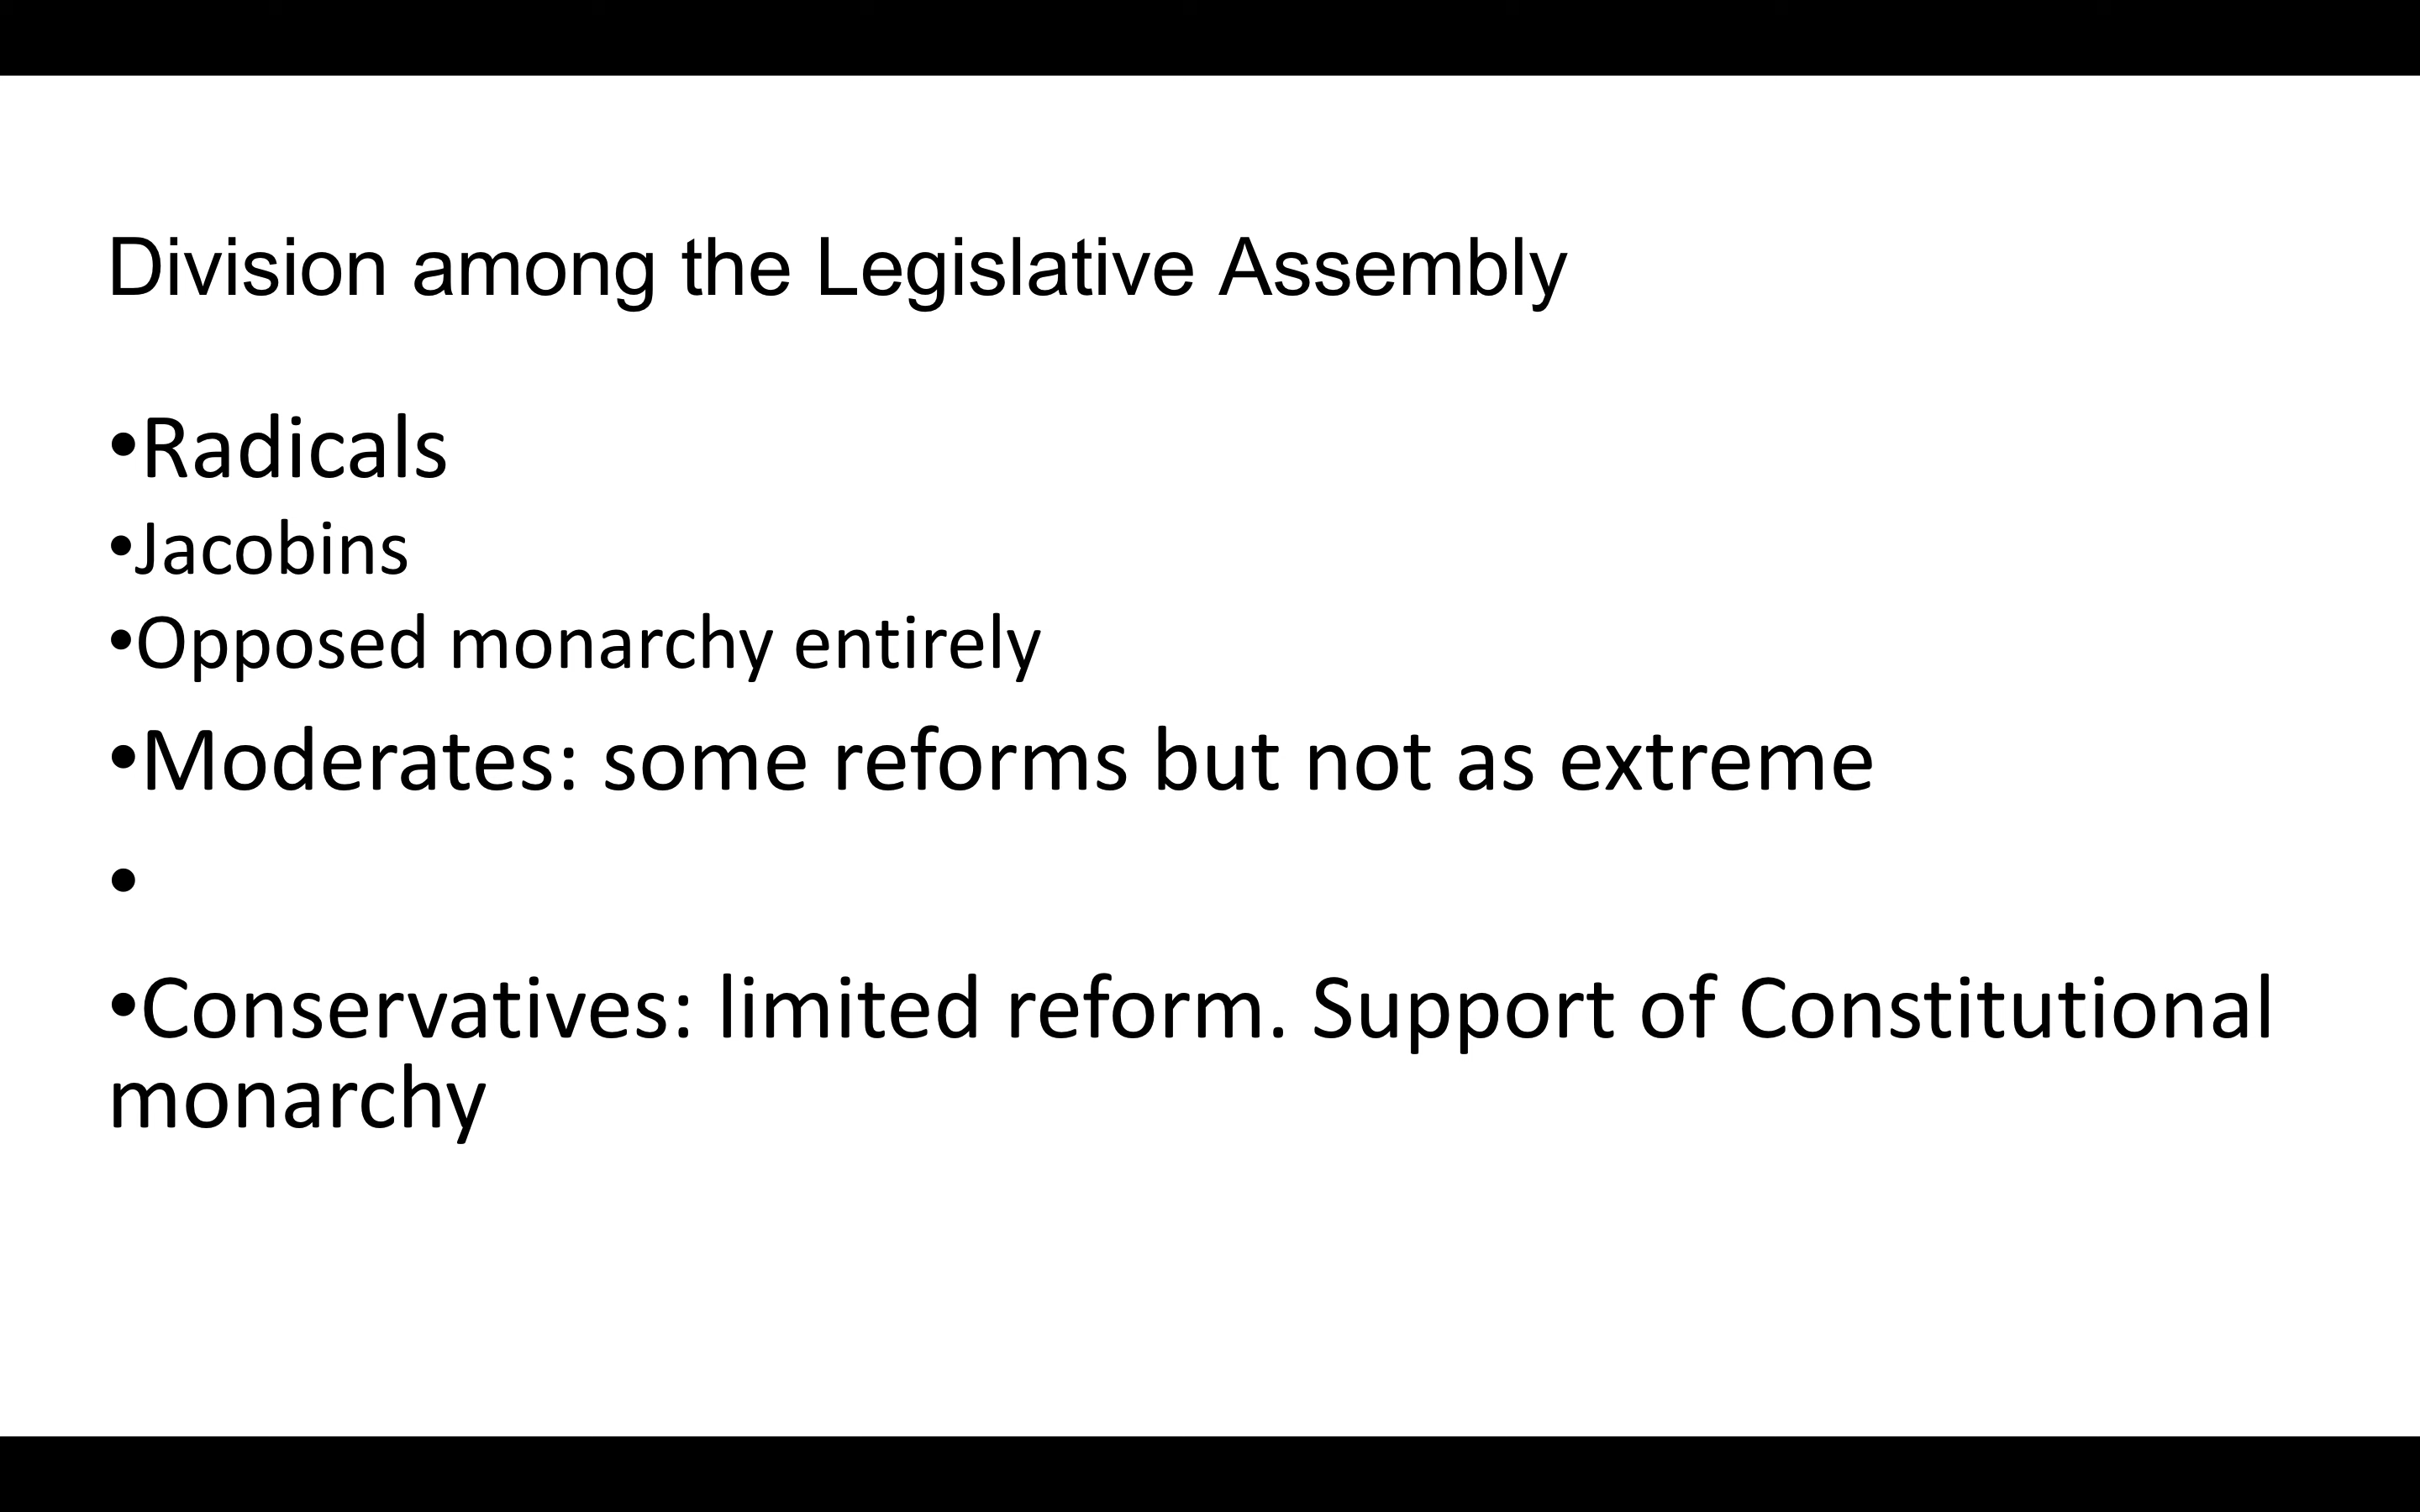 Division among the Legislative Assembly
•Radicals
•Jacobins
•Opposed monarchy entirely
•Moderates: some reforms but not as extreme
•
•Conservatives: limited reform. Support of Constitutional
monarchy